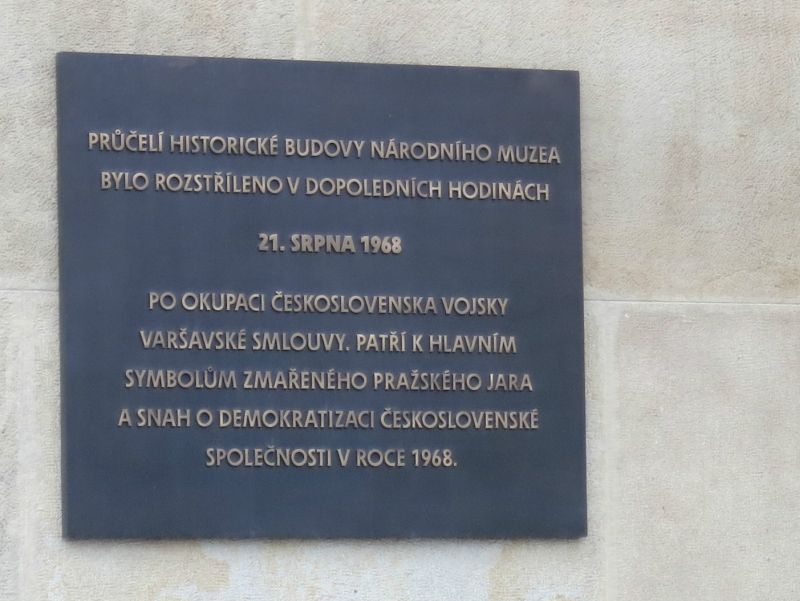 PRŮČELÍ HISTORICKÉ BUDOVY NÁRODNÍHO MUZEA
BYLO ROZSTŘÍLENO V DOPOLEDNÍCH HODINÁCH
21. SRPNA 1968
PO OKUPACI ČESKOSLOVENSKA VOJSKY
VARŠAVSKÉ SMLOUVY. PATŘÍ K HLAVNÍM
SYMBOLŮM ZMAŘENÉHO PRAŽSKÉHO JARA
A SNAH O DEMOKRATIZACI ČESKOSLOVENSKÉ
SPOLEČNOSTI V ROCE 1968.